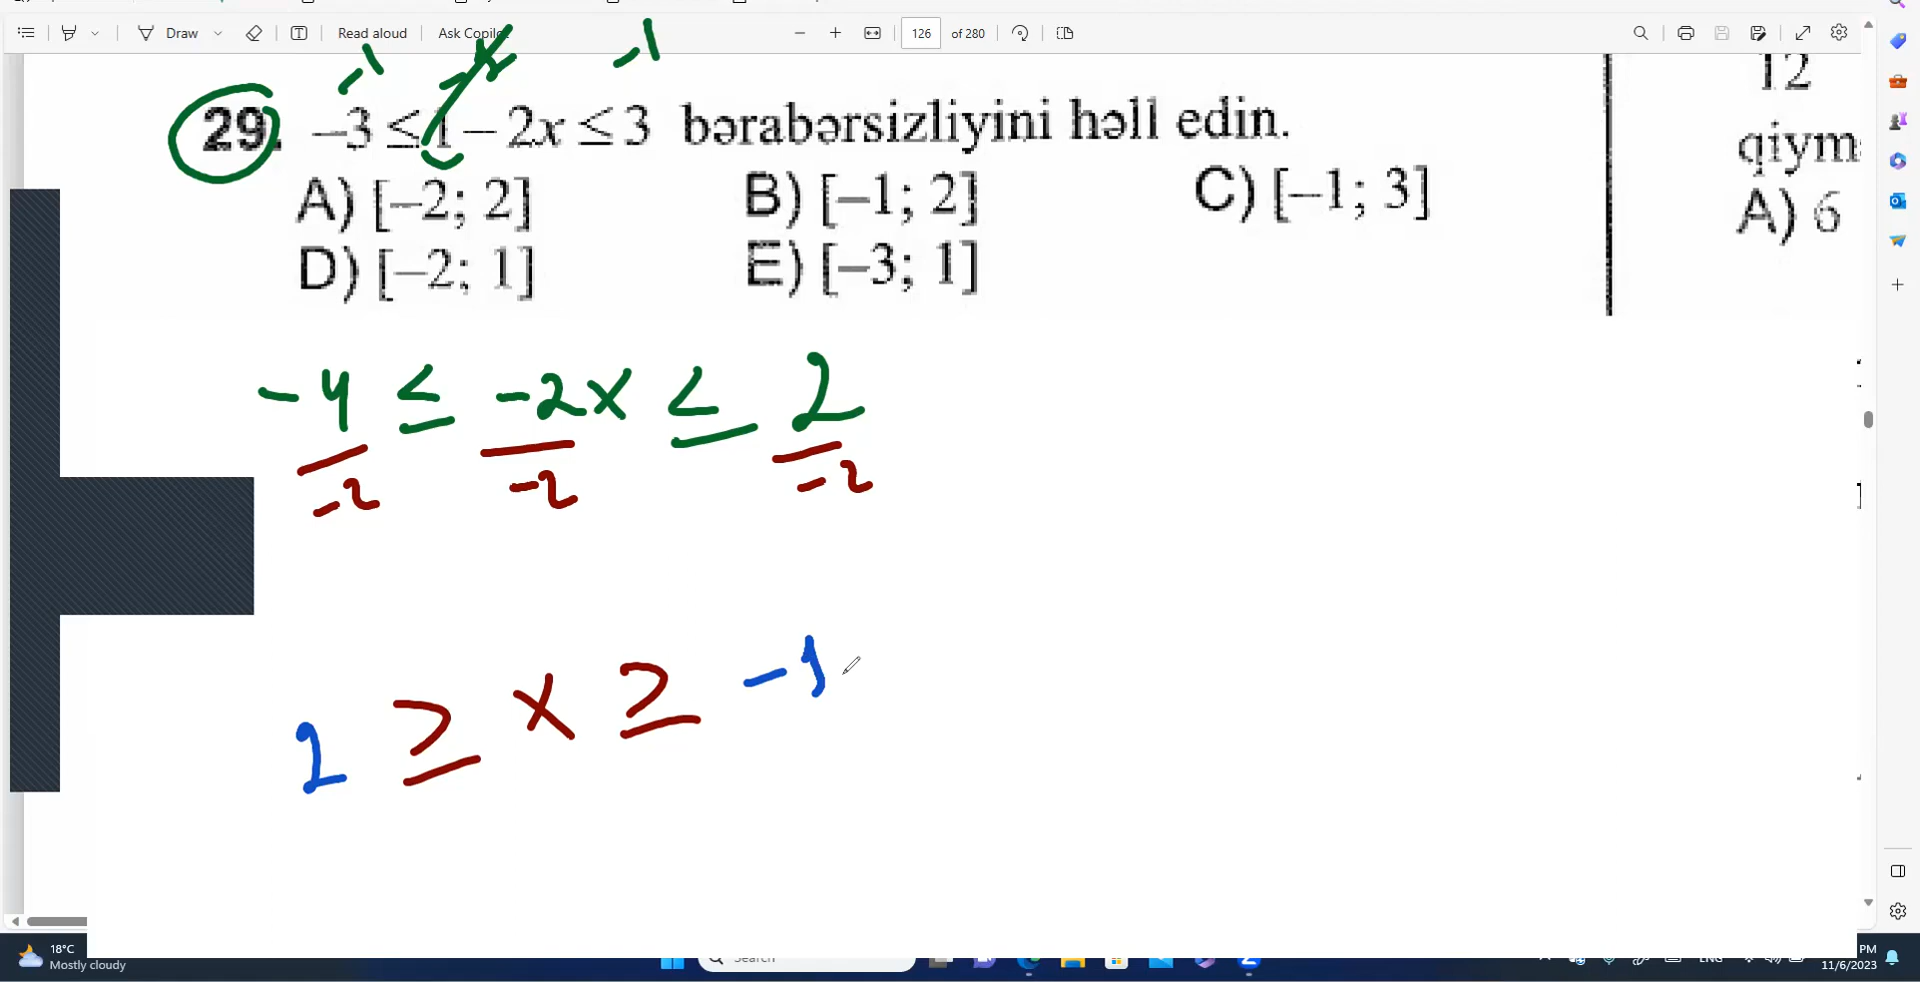 Draw Read aloud Ask Copilot 126 of 280
-1 -1 -1
29. –3 ≤ 1 – 2x ≤ 3 bərabərsizliyini həll edin.
A) [–2; 2] B) [–1; 2] C) [–1; 3]
D) [–2; 1] E) [–3; 1]
12
qiym
A) 6
-4 ≤ -2x ≤ 2
-2 -2 -2
2 ≥ x ≥ -1
18°C
Mostly cloudy
Search
ENG
PM
11/6/2023